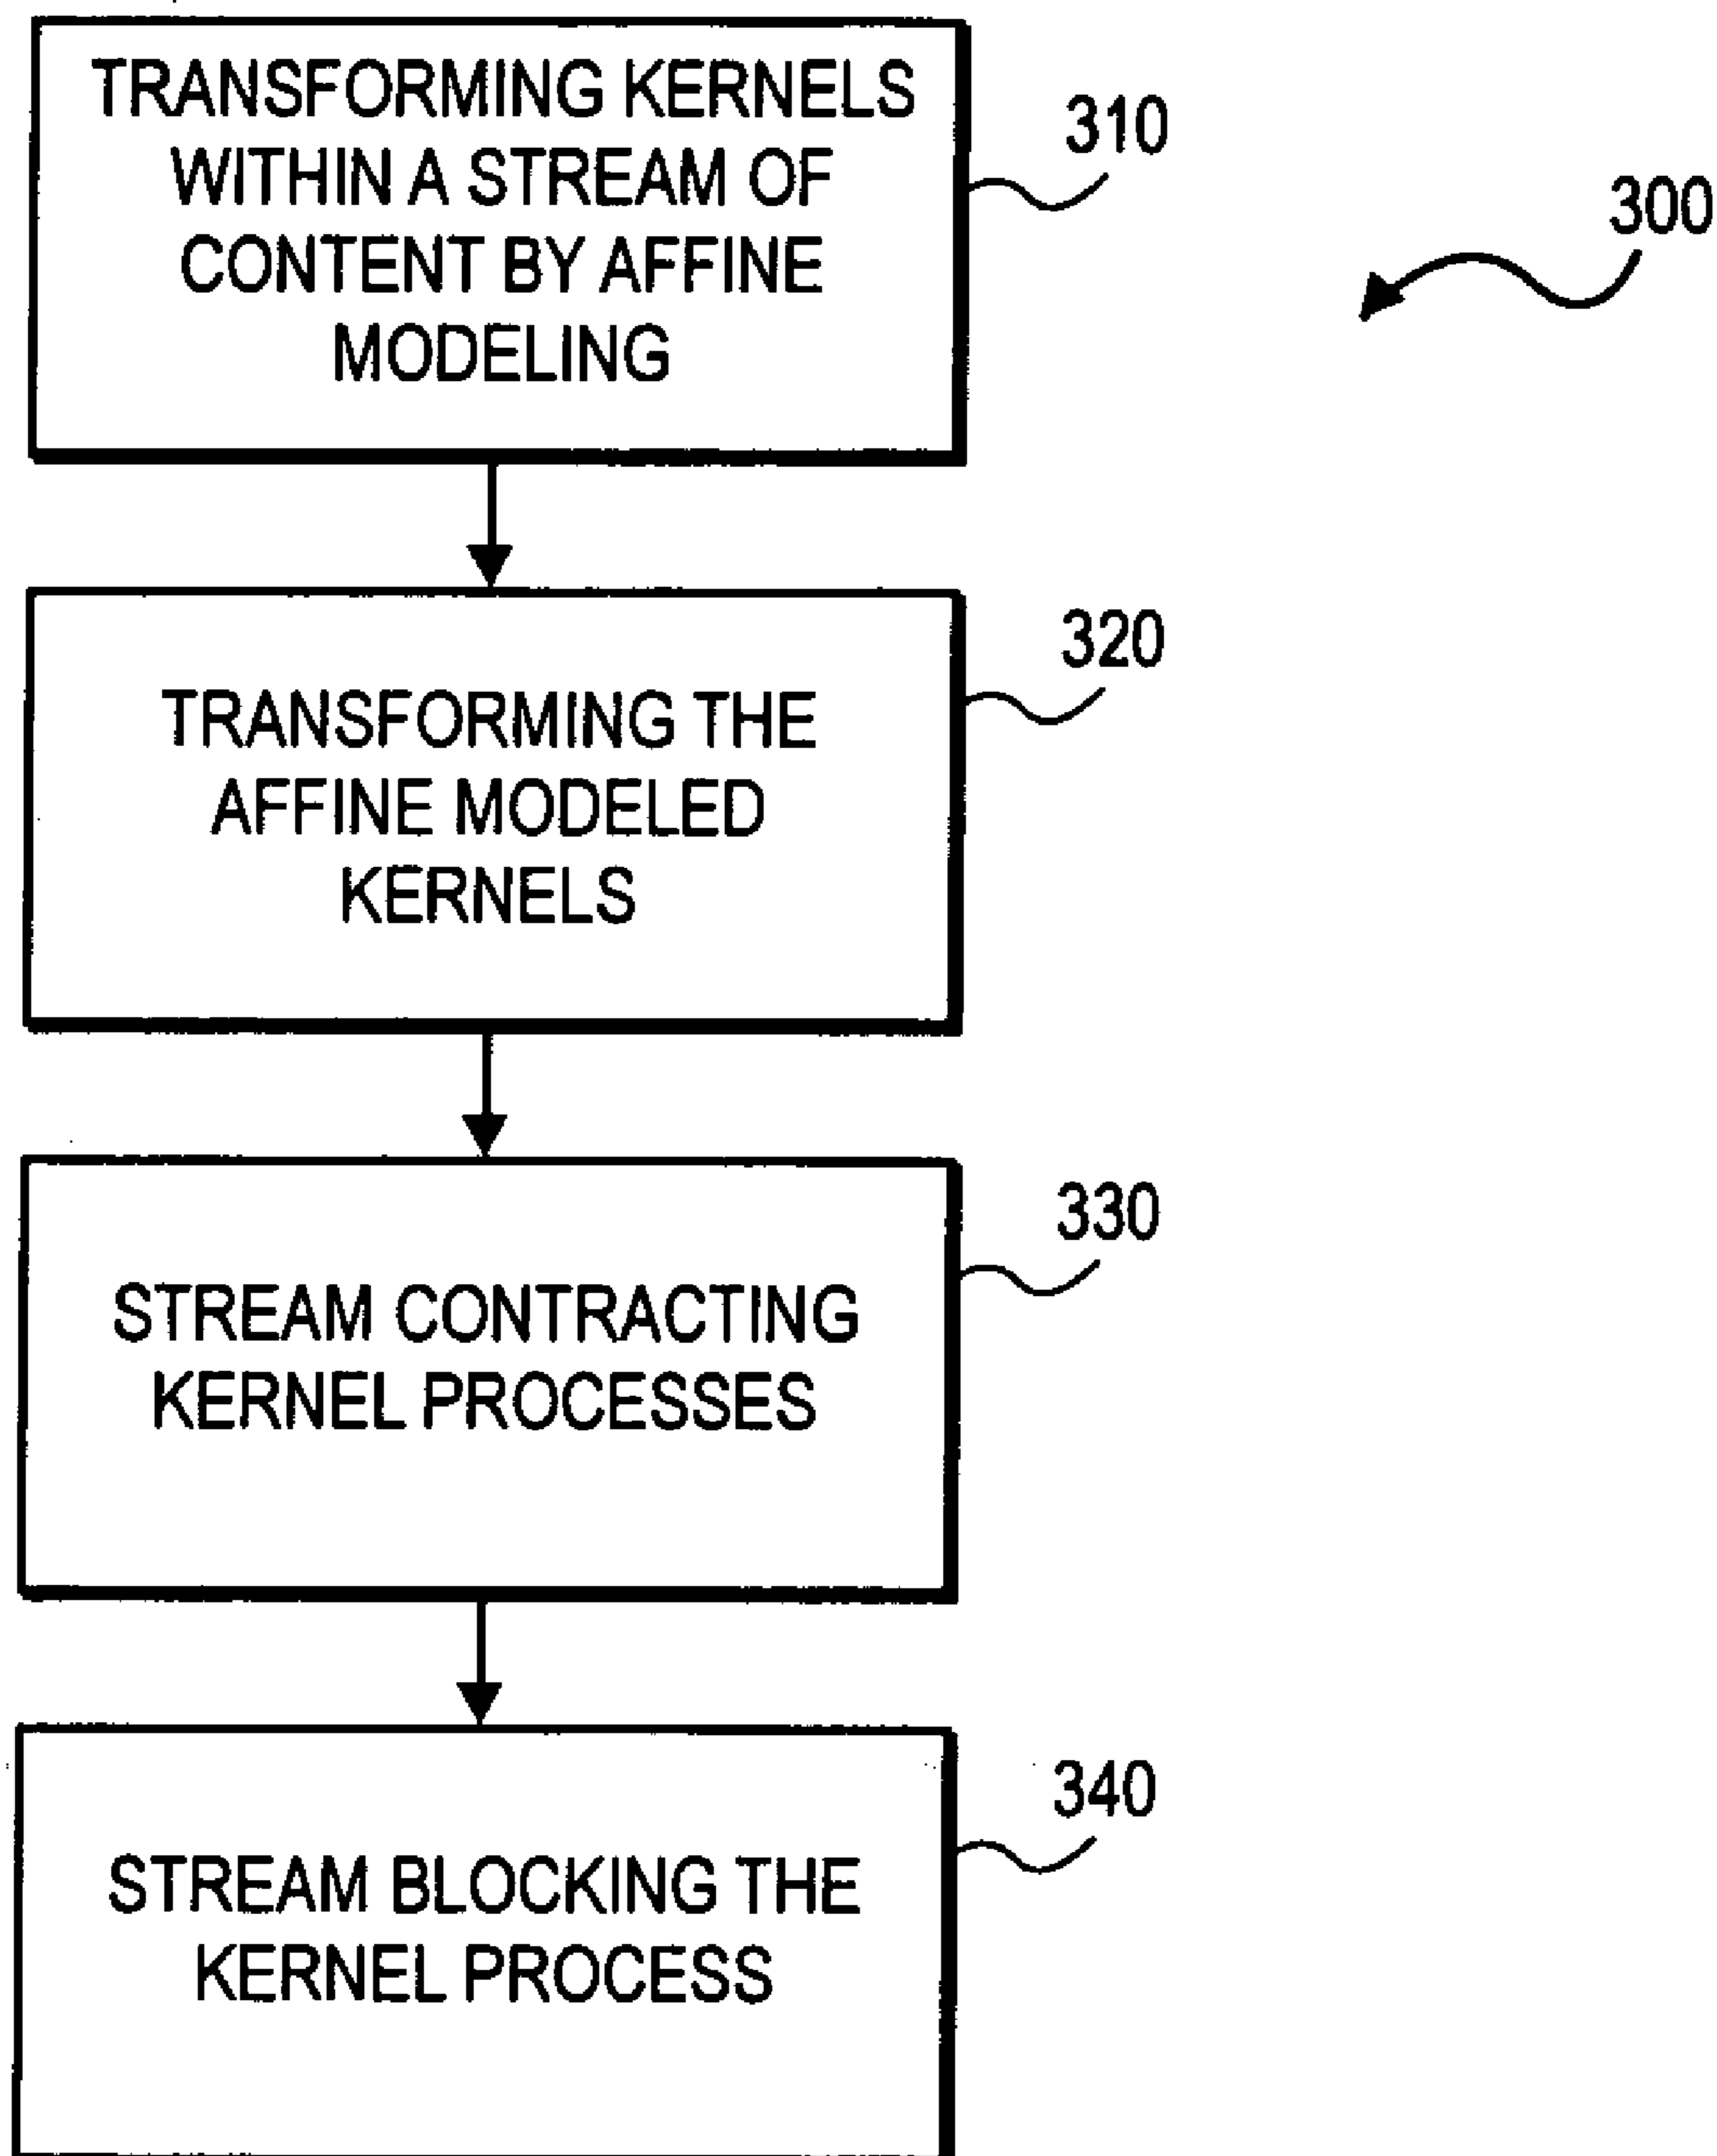 TRANSFORMING KERNELS
WITHIN A STREAM OF
CONTENT BY AFFINE
MODELING
310
300
TRANSFORMING THE
AFFINE MODELED
KERNELS
320
STREAM CONTRACTING
KERNEL PROCESSES
330
STREAM BLOCKING THE
KERNEL PROCESS
340